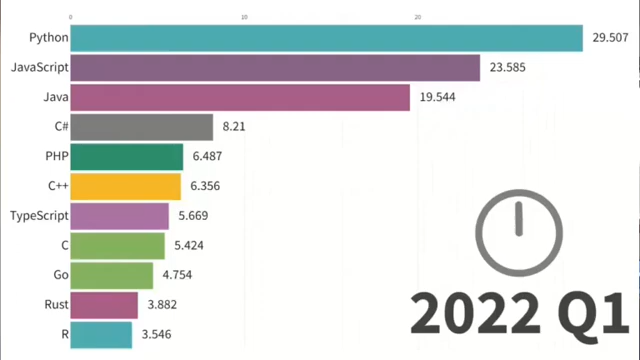 0 10 20
Python 29.507
JavaScript 23.585
Java 19.544
C# 8.21
PHP 6.487
C++ 6.356
TypeScript 5.669
C 5.424
Go 4.754
Rust 3.882
R 3.546
2022 Q1